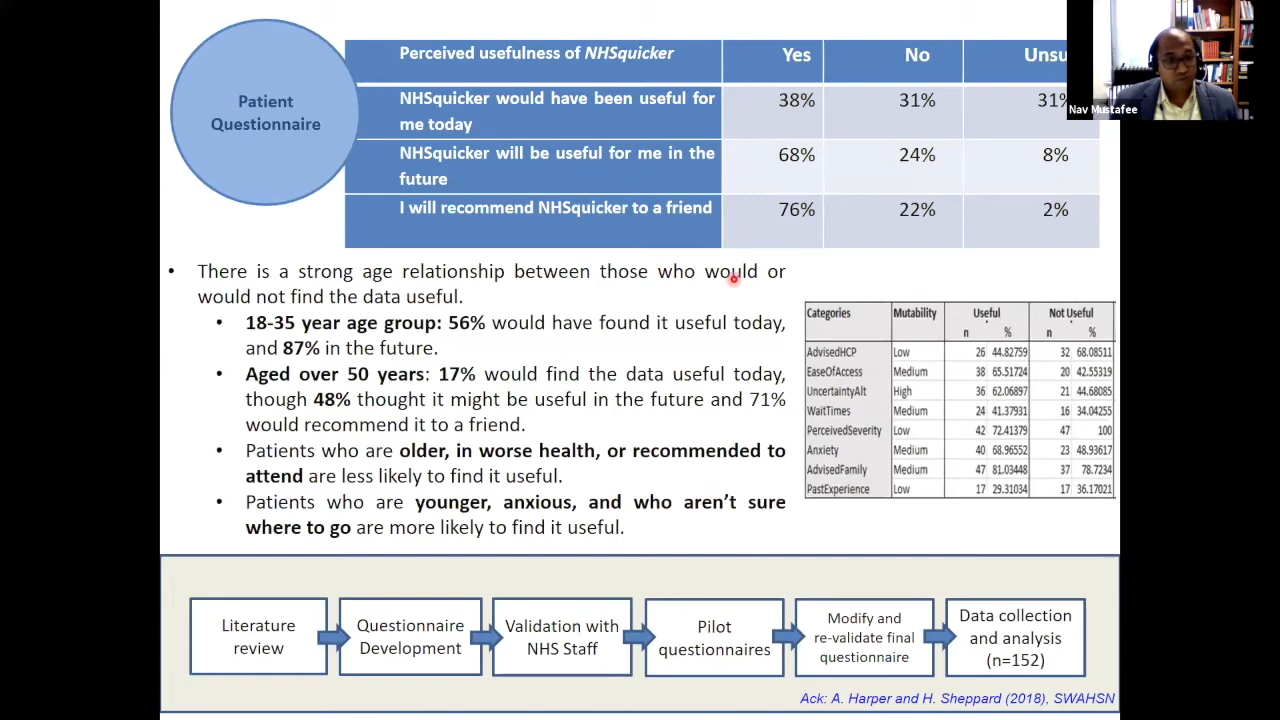 Patient
Questionnaire
Perceived usefulness of NHSquicker Yes No Unsu
NHSquicker would have been useful for
me today
38% 31% 31%
NHSquicker will be useful for me in the
future
68% 24% 8%
I will recommend NHSquicker to a friend 76% 22% 2%
Nav Mustafee
• There is a strong age relationship between those who would or
would not find the data useful.
• 18-35 year age group: 56% would have found it useful today,
and 87% in the future.
• Aged over 50 years: 17% would find the data useful today,
though 48% thought it might be useful in the future and 71%
would recommend it to a friend.
• Patients who are older, in worse health, or recommended to
attend are less likely to find it useful.
• Patients who are younger, anxious, and who aren't sure
where to go are more likely to find it useful.
Categories Mutability Useful Not Useful
n % n %
AdvisedHCP Low 26 44.82759 32 68.08511
EaseOfAccess Medium 38 65.51724 20 42.55319
UncertaintyAlt High 36 62.06897 21 44.68085
WaitTimes Medium 24 41.37931 16 34.04255
PerceivedSeverity Low 42 72.41379 47 100
Anxiety Medium 40 68.96552 23 48.93617
AdvisedFamily Medium 47 81.03448 37 78.7234
PastExperience Low 17 29.31034 17 36.17021
Literature
review
Questionnaire
Development
Validation with
NHS Staff
Pilot
questionnaires
Modify and
re-validate final
questionnaire
Data collection
and analysis
(n=152)
Ack: A. Harper and H. Sheppard (2018), SWAHSN